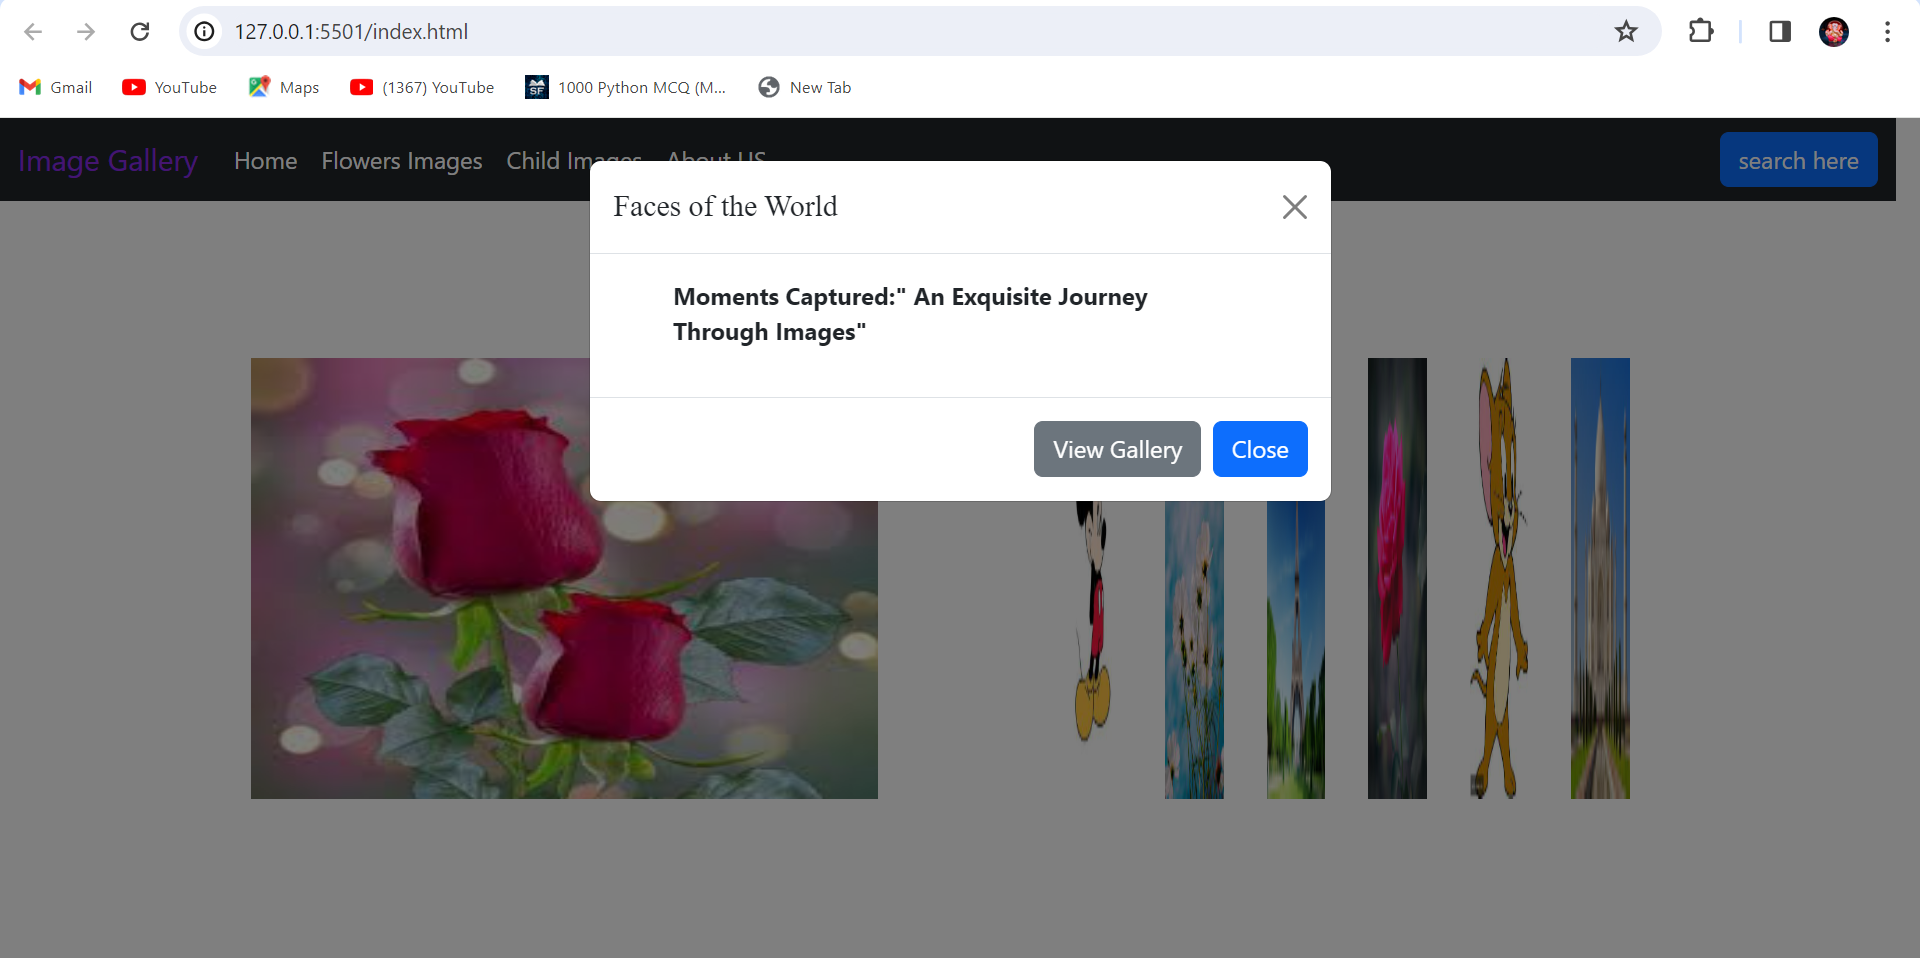 127.0.0.1:5501/index.html
Gmail YouTube Maps (1367) YouTube SF 1000 Python MCQ (M... New Tab
Image Gallery Home Flowers Images Child Images About US search here
Faces of the World
Moments Captured:" An Exquisite Journey
Through Images"
View Gallery Close